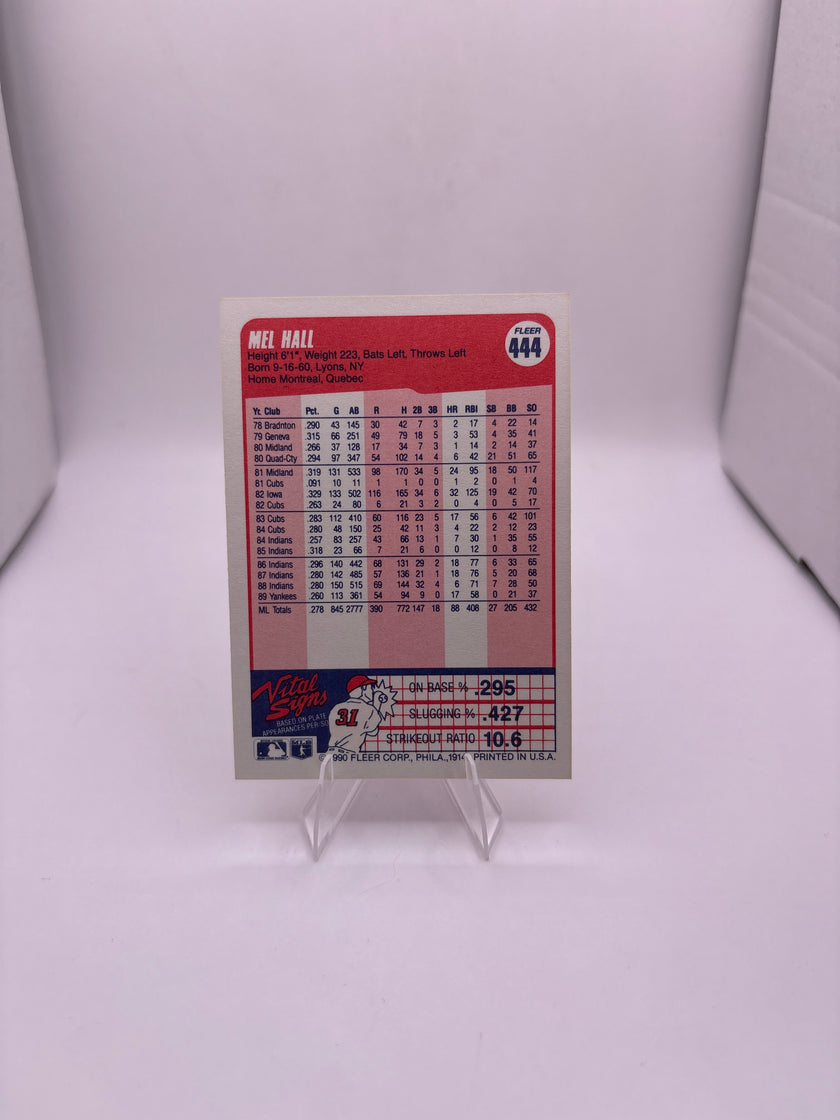 MEL HALL
FLEER
444
Height 6'1", Weight 223, Bats Left, Throws Left
Born 9-16-60, Lyons, NY
Home Montreal, Quebec
Yr. Club Pct. G AB R H 2B 3B HR RBI SB BB SO
78 Bradnton .290 43 145 30 42 7 3 2 17 4 22 14
79 Geneva .315 66 251 49 79 18 5 3 53 4 35 41
80 Midland .266 37 128 17 34 7 3 1 14 2 14 37
80 Quad-Cty .294 97 347 54 102 14 4 6 42 21 51 65
81 Midland .319 131 533 98 170 34 5 24 95 18 50 117
81 Cubs .091 10 11 1 1 0 0 1 2 0 1 4
82 Iowa .329 133 502 116 165 34 6 32 125 19 42 70
82 Cubs .263 24 80 6 21 3 2 0 4 0 5 17
83 Cubs .283 112 410 60 116 23 5 17 56 6 42 101
84 Cubs .280 48 150 25 42 11 3 4 22 2 12 23
84 Indians .257 83 257 43 66 13 1 7 30 1 35 55
85 Indians .318 23 66 7 21 6 0 0 12 0 8 12
86 Indians .296 140 442 68 131 29 2 18 77 6 33 65
87 Indians .280 142 485 57 136 21 1 18 76 5 20 68
88 Indians .280 150 515 69 144 32 4 6 71 7 28 50
89 Yankees .260 113 361 54 94 9 0 17 58 0 21 37
ML Totals .278 845 2777 390 772 147 18 88 408 27 205 432
Vital
Signs
BASED ON PLATE
APPEARANCES PER SO
31
ON BASE % .295
SLUGGING % .427
STRIKEOUT RATIO 10.6
990 FLEER CORP., PHILA., 191 PRINTED IN U.S.A.